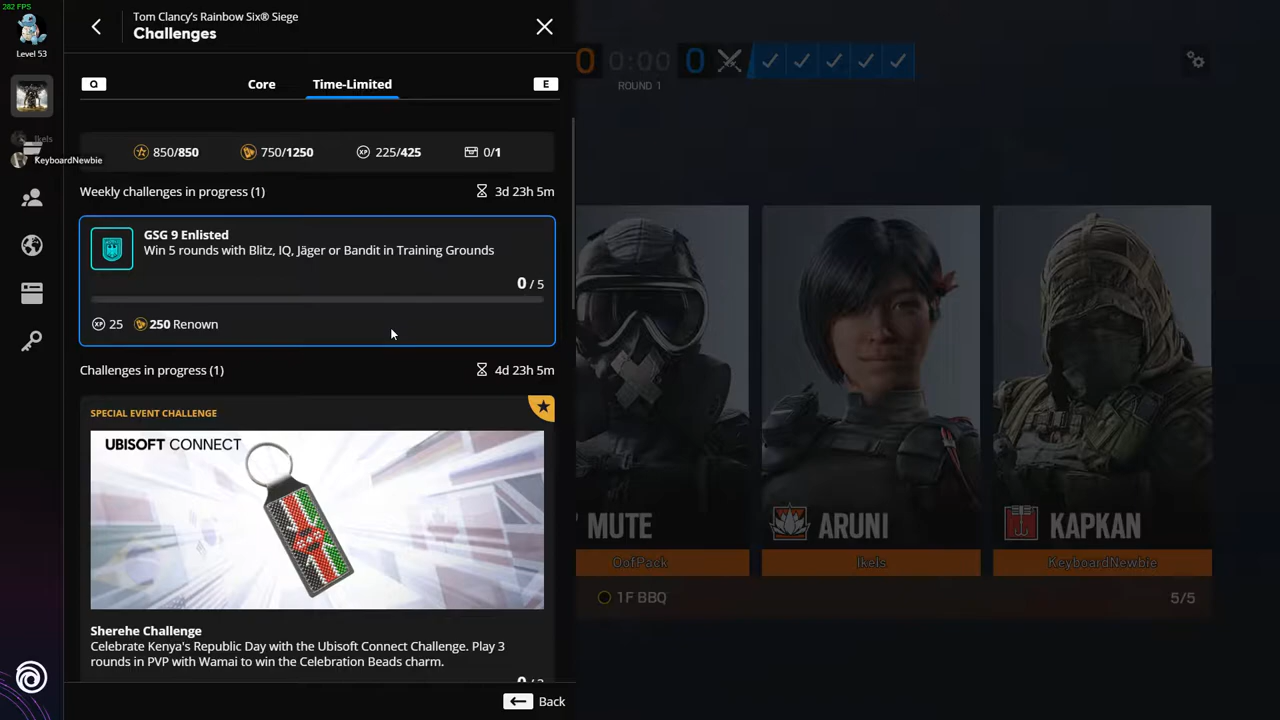 282 FPS
Level 53
Ikels
KeyboardNewbie
Tom Clancy's Rainbow Six® Siege
Challenges
Q
Core
Time-Limited
E
850/850
750/1250
XP 225/425
0/1
Weekly challenges in progress (1)
3d 23h 5m
GSG 9 Enlisted
Win 5 rounds with Blitz, IQ, Jäger or Bandit in Training Grounds
0 / 5
XP 25
250 Renown
Challenges in progress (1)
4d 23h 5m
SPECIAL EVENT CHALLENGE
UBISOFT CONNECT
Sherehe Challenge
Celebrate Kenya's Republic Day with the Ubisoft Connect Challenge. Play 3
rounds in PVP with Wamai to win the Celebration Beads charm.
Back
0
0:00
0
ROUND 1
MUTE
OofPack
ARUNI
Ikels
KAPKAN
KeyboardNewbie
1F BBQ
5/5